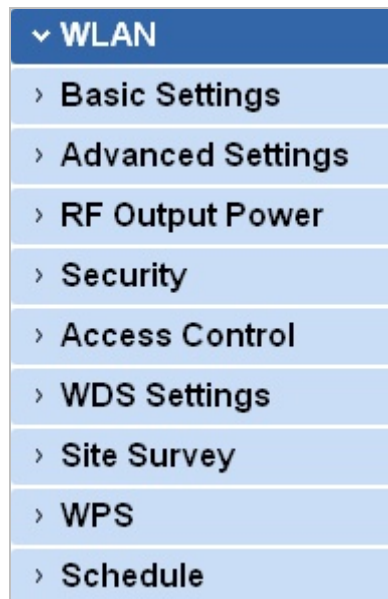 WLAN
Basic Settings
Advanced Settings
RF Output Power
Security
Access Control
WDS Settings
Site Survey
WPS
Schedule